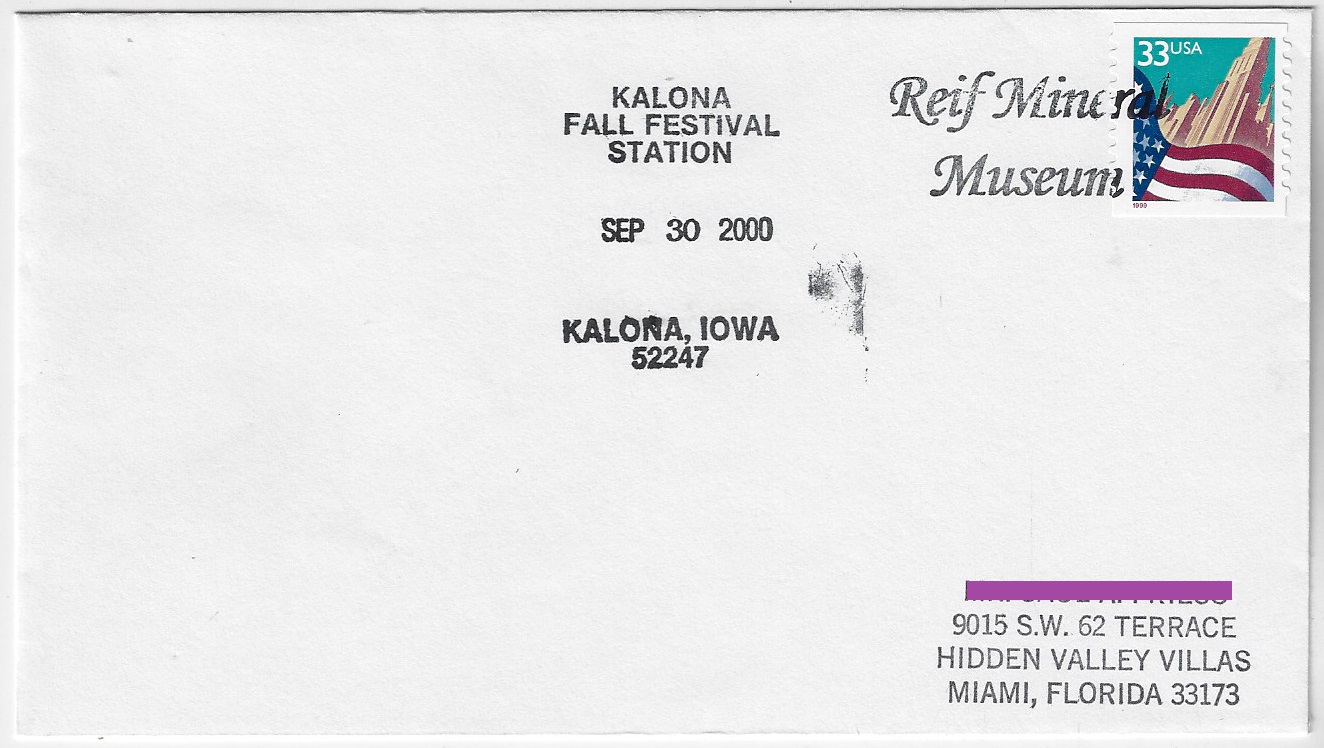 KALONA
FALL FESTIVAL
STATION
SEP 30 2000
KALONA, IOWA
52247
Reif Mineral
Museum
33USA
1999
9015 S.W. 62 TERRACE
HIDDEN VALLEY VILLAS
MIAMI, FLORIDA 33173